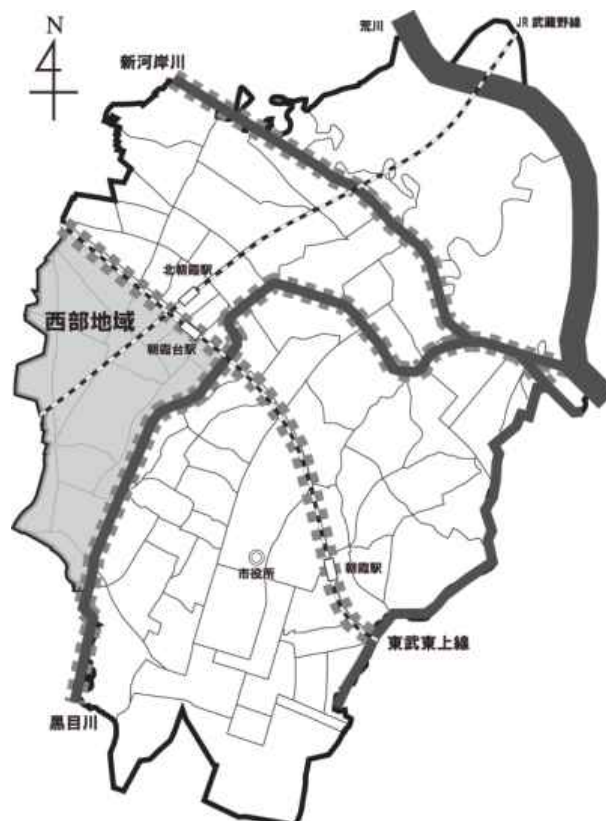 N
荒川
JR 武蔵野線
新河岸川
北朝霞駅
西部地域
朝霞台駅
市役所
朝霞駅
東武東上線
黒目川